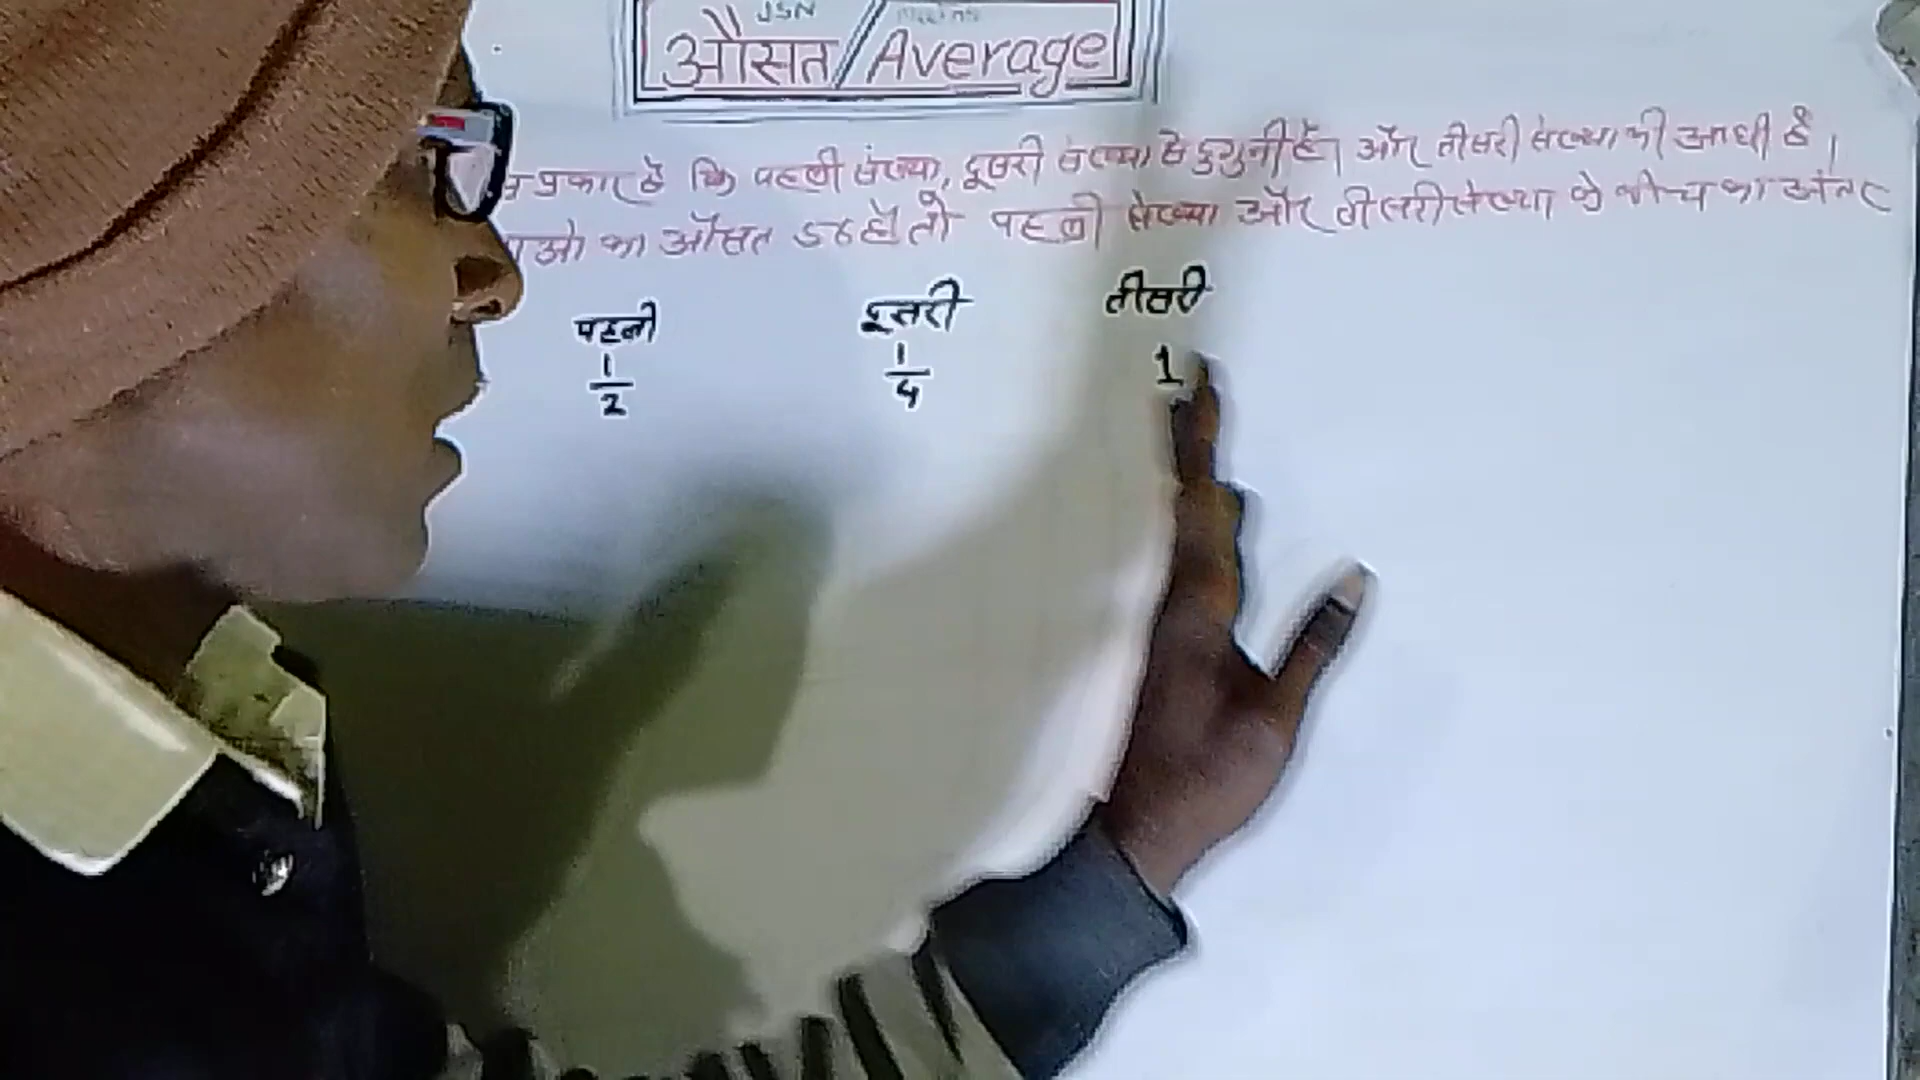 JSN Maths
औसत/Average
प्रकार है कि पहली संख्या, दूसरी संख्या से दुगुनी है। और तीसरी संख्या की आधी है।
का औसत 56 हो तो पहली संख्या और तीसरी संख्या के बीच का अंतर
पहली दूसरी तीसरी
1/2 1/4 1